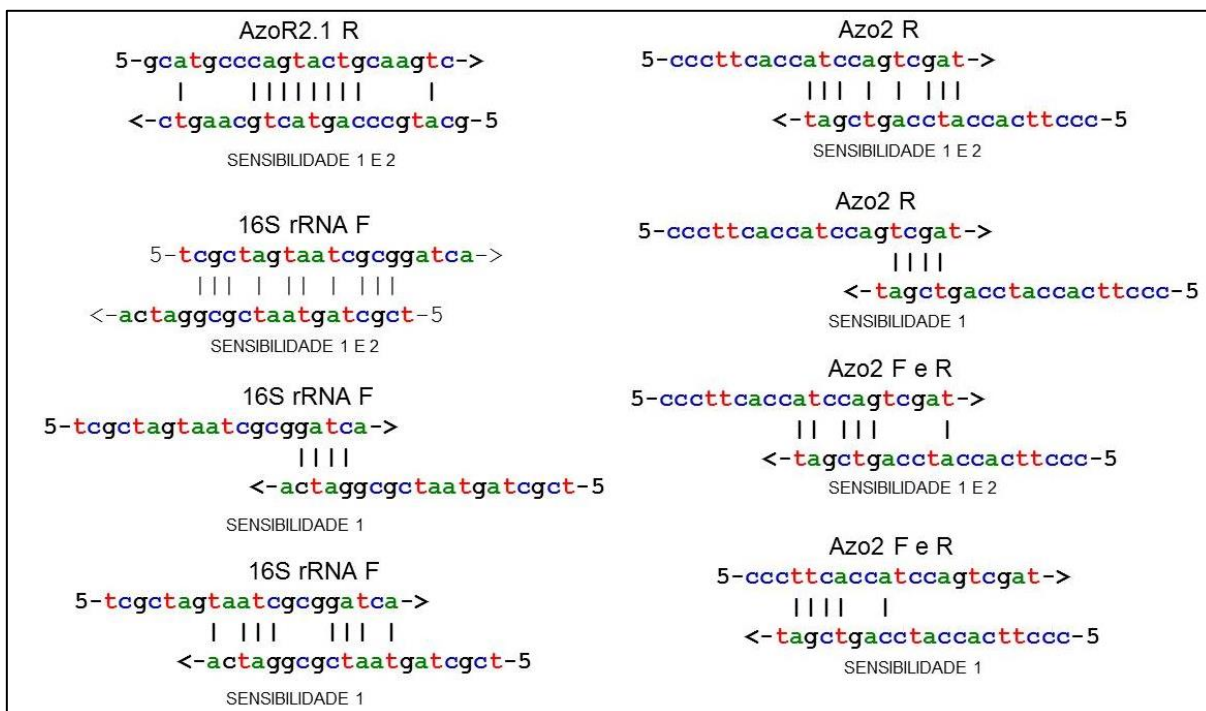 AzoR2.1 R
5-gcatgcccagtactgcaagtc->
<-ctgaacgtcatgacccgtacg-5
SENSIBILIDADE 1 E 2
16S rRNA F
5-tcgctagtaatcgcggatca->
<-actaggcgctaatgatcgct-5
SENSIBILIDADE 1 E 2
16S rRNA F
5-tcgctagtaatcgcggatca->
<-actaggcgctaatgatcgct-5
SENSIBILIDADE 1
16S rRNA F
5-tcgctagtaatcgcggatca->
<-actaggcgctaatgatcgct-5
SENSIBILIDADE 1
Azo2 R
5-cccttcaccatccagtcgat->
<-tagctgacctaccacttccc-5
SENSIBILIDADE 1 E 2
Azo2 R
5-cccttcaccatccagtcgat->
<-tagctgacctaccacttccc-5
SENSIBILIDADE 1
Azo2 F e R
5-cccttcaccatccagtcgat->
<-tagctgacctaccacttccc-5
SENSIBILIDADE 1 E 2
Azo2 F e R
5-cccttcaccatccagtcgat->
<-tagctgacctaccacttccc-5
SENSIBILIDADE 1